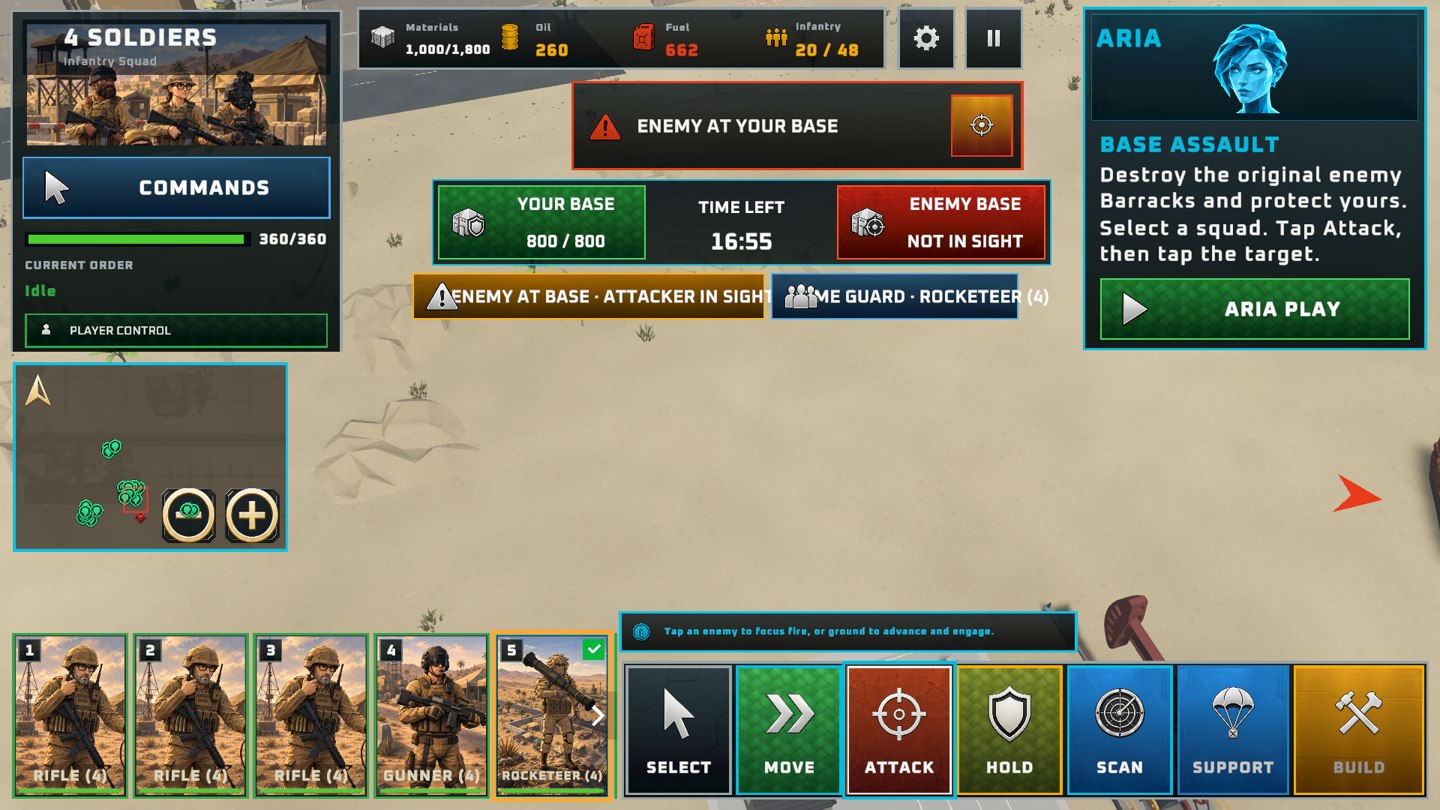 4 SOLDIERS
Infantry Squad
COMMANDS
360/360
CURRENT ORDER
Idle
PLAYER CONTROL
Materials
1,000/1,800
Oil
260
Fuel
662
Infantry
20 / 48
ENEMY AT YOUR BASE
YOUR BASE
800 / 800
TIME LEFT
16:55
ENEMY BASE
NOT IN SIGHT
ENEMY AT BASE · ATTACKER IN SIGHT
ME GUARD · ROCKETEER (4)
ARIA
BASE ASSAULT
Destroy the original enemy
Barracks and protect yours.
Select a squad. Tap Attack,
then tap the target.
ARIA PLAY
Tap an enemy to focus fire, or ground to advance and engage.
1
RIFLE (4)
2
RIFLE (4)
3
RIFLE (4)
4
GUNNER (4)
5
ROCKETEER (4)
SELECT
MOVE
ATTACK
HOLD
SCAN
SUPPORT
BUILD